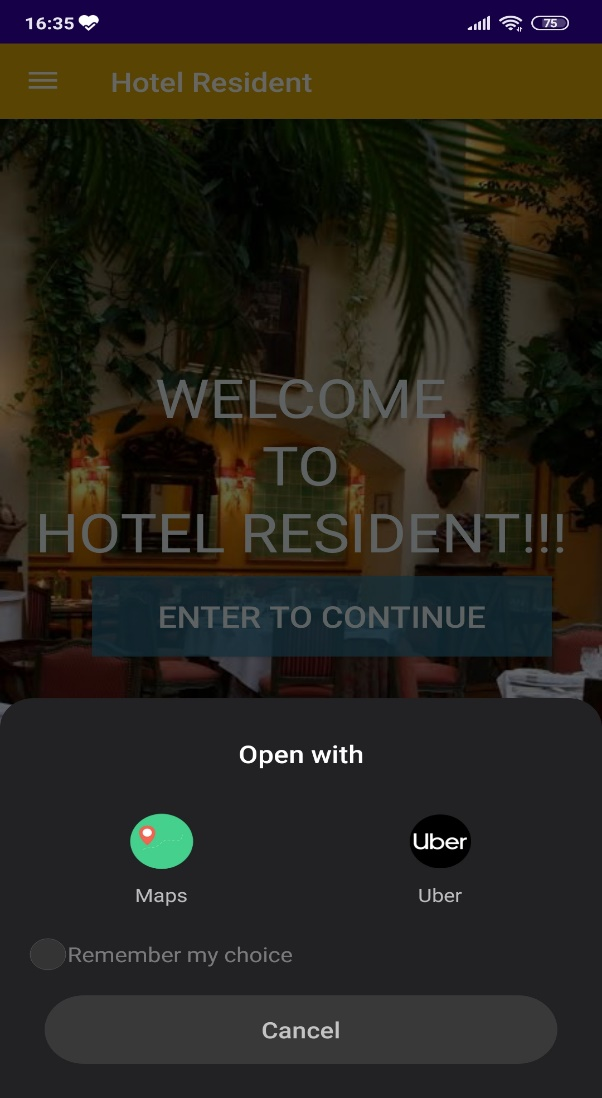 16:35
75
Hotel Resident
WELCOME
TO
HOTEL RESIDENT!!!
ENTER TO CONTINUE
Open with
Uber
Maps
Uber
Remember my choice
Cancel